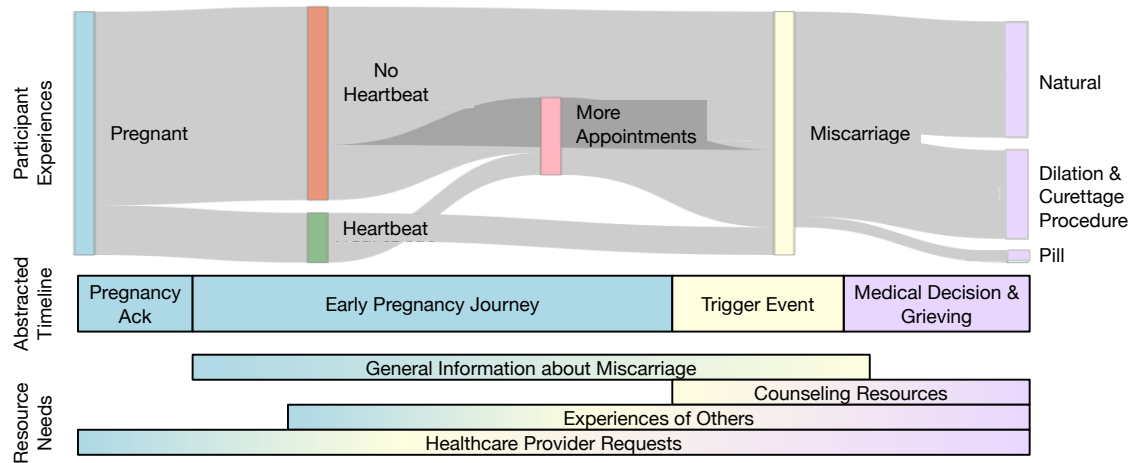 Participant
Experiences
Pregnant
No
Heartbeat
Heartbeat
More
Appointments
Miscarriage
Natural
Dilation &
Curettage
Procedure
Pill
Abstracted
Timeline
Pregnancy
Ack
Early Pregnancy Journey
Trigger Event
Medical Decision &
Grieving
Resource
Needs
General Information about Miscarriage
Counseling Resources
Experiences of Others
Healthcare Provider Requests